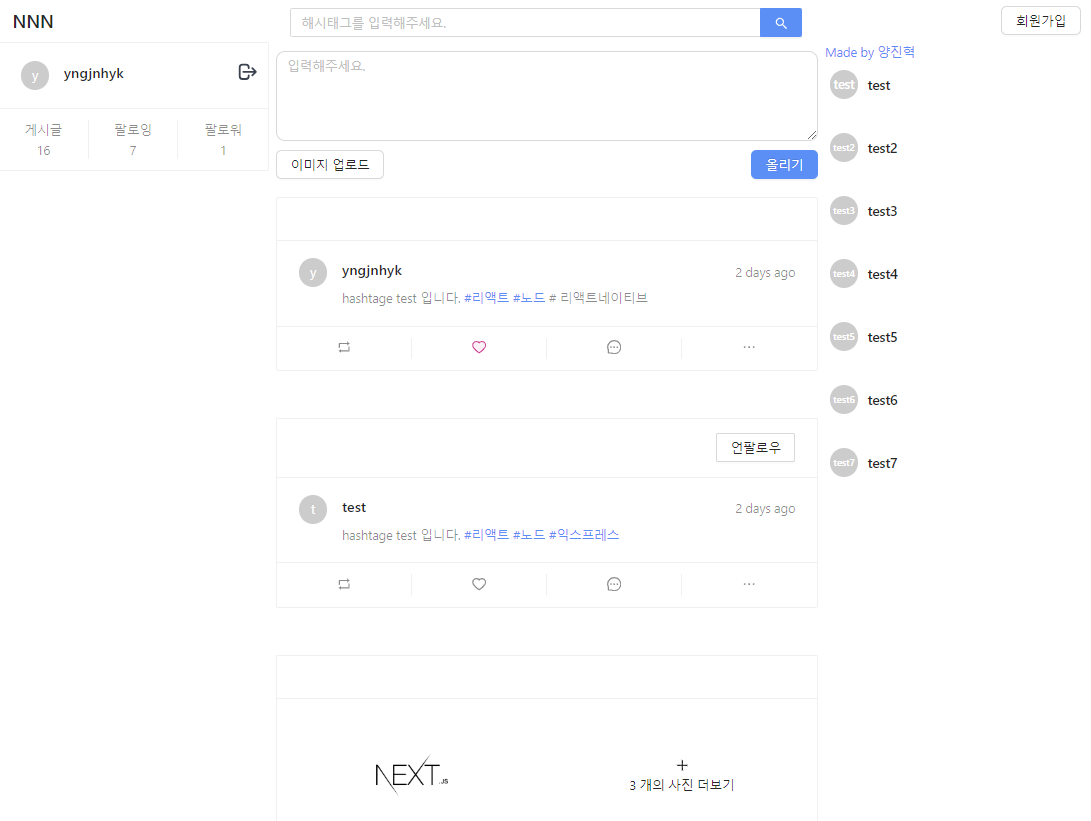 NNN
해시태그를 입력해주세요.
회원가입
y
yngjnhyk
게시글
16
팔로잉
7
팔로워
1
입력해주세요.
이미지 업로드
올리기
y
yngjnhyk
2 days ago
hashtage test 입니다. #리액트 #노드 # 리액트네이티브
언팔로우
t
test
2 days ago
hashtage test 입니다. #리액트 #노드 #익스프레스
NEXT.JS
3 개의 사진 더보기
Made by 양진혁
test test
test2 test2
test3 test3
test4 test4
test5 test5
test6 test6
test7 test7